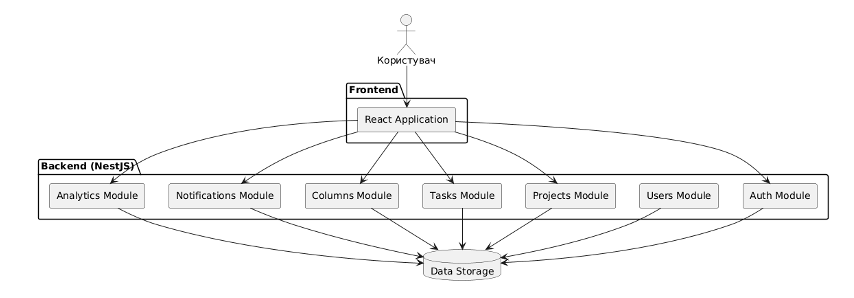 Користувач
Frontend
React Application
Backend (NestJS)
Analytics Module
Notifications Module
Columns Module
Tasks Module
Projects Module
Users Module
Auth Module
Data Storage